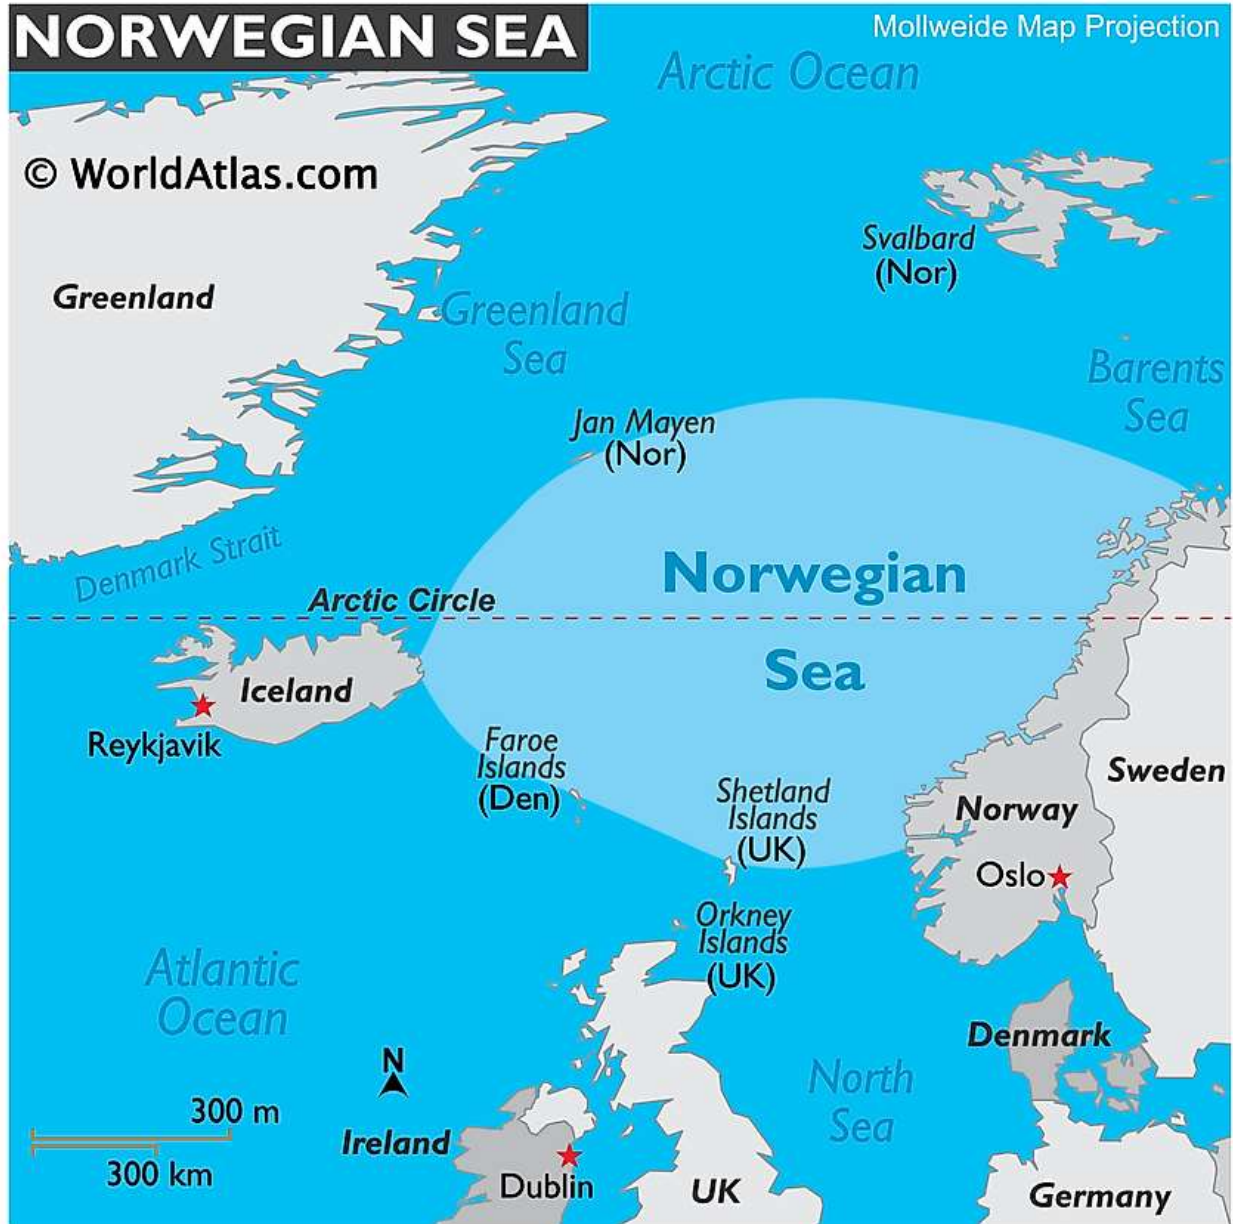 NORWEGIAN SEA
Mollweide Map Projection
Arctic Ocean
© WorldAtlas.com
Svalbard
(Nor)
Greenland
Greenland
Sea
Barents
Sea
Jan Mayen
(Nor)
Denmark Strait
Norwegian
Arctic Circle
Sea
Iceland
Reykjavik
Faroe
Islands
(Den)
Sweden
Shetland
Islands
(UK)
Norway
Oslo
Orkney
Islands
(UK)
Atlantic
Ocean
Denmark
N
North
Sea
300 m
300 km
Ireland
Dublin
UK
Germany